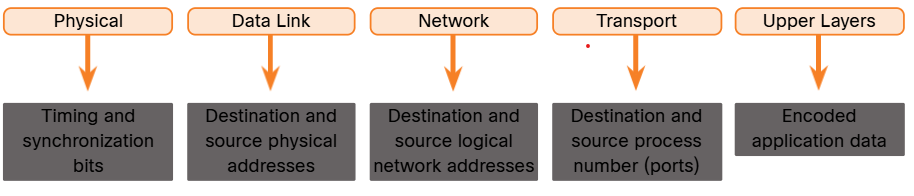 Physical
Data Link
Network
Transport
Upper Layers
Timing and
synchronization
bits
Destination and
source physical
addresses
Destination and
source logical
network addresses
Destination and
source process
number (ports)
Encoded
application data